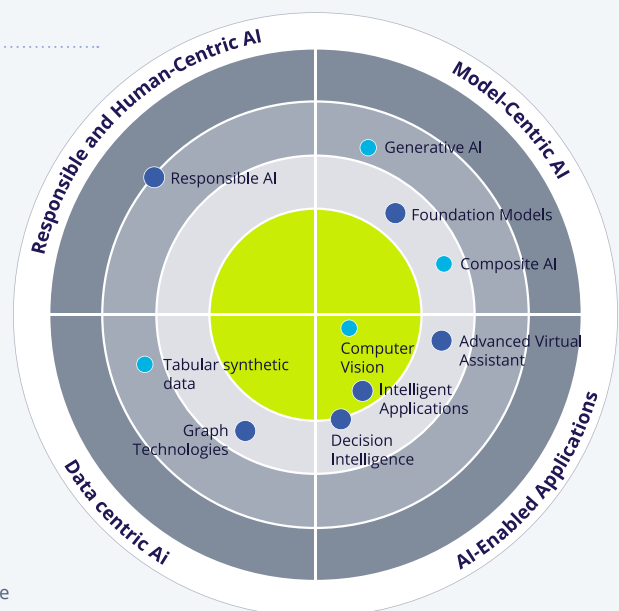 Responsible and Human-Centric AI
Model-Centric AI
Generative AI
Responsible AI
Foundation Models
Composite AI
Advanced Virtual
Assistant
Computer
Vision
Tabular synthetic
data
Intelligent
Applications
Graph
Technologies
Decision
Intelligence
Data centric Ai
AI-Enabled Applications
e